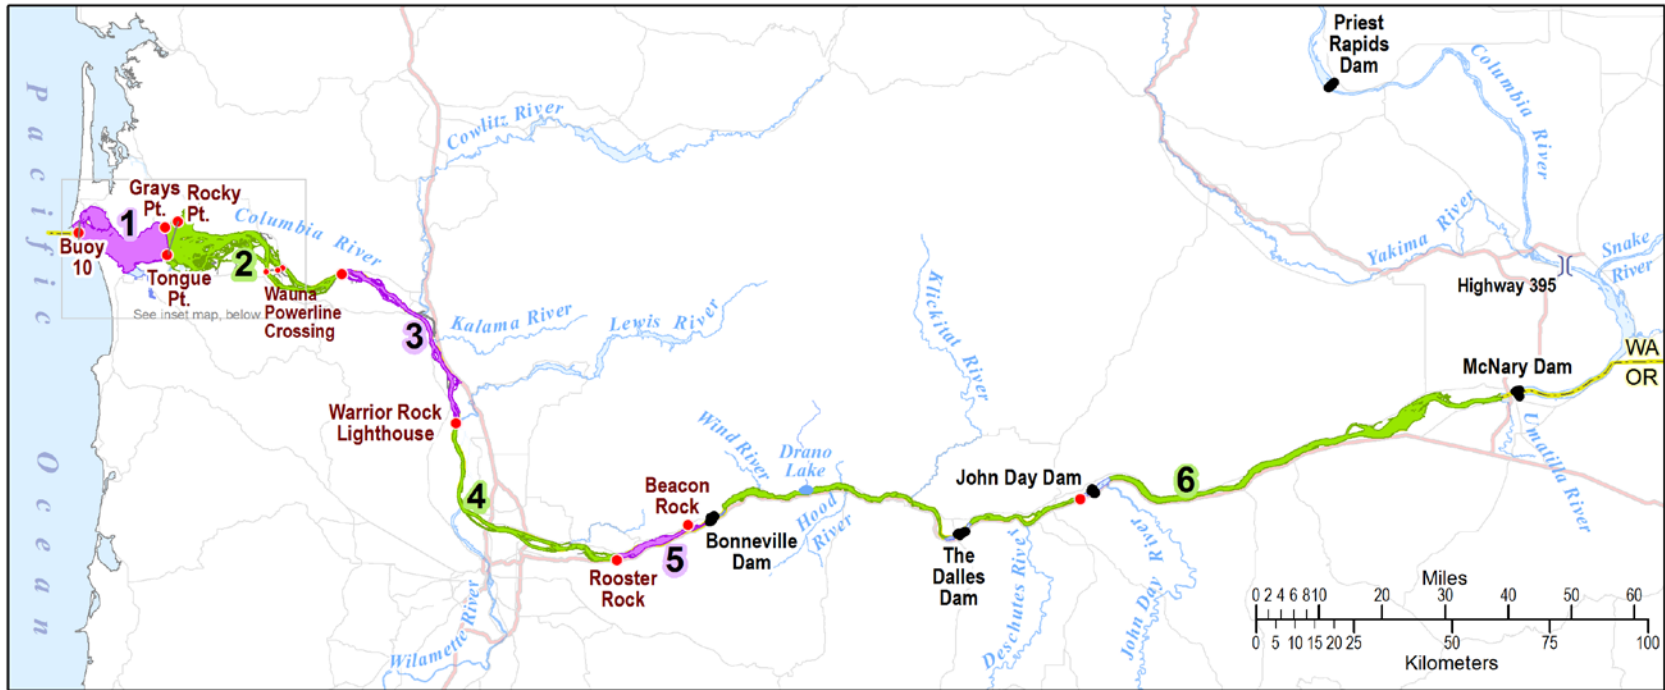 Pacific
Ocean
Priest
Rapids
Dam
Columbia River
Cowlitz River
Grays
Pt.
Rocky
Pt.
1
Buoy
10
Tongue
Pt.
2
Columbia River
Wauna
Powerline
Crossing
See inset map, below
3
Kalama River
Lewis River
Klickitat River
Yakima River
Snake
River
Highway 395
WA
OR
McNary Dam
Umatilla River
Warrior Rock
Lighthouse
4
Wind River
Drano
Lake
Beacon
Rock
Hood
River
Bonneville
Dam
5
Rooster
Rock
Wilamette River
John Day Dam
6
The
Dalles
Dam
Deschutes River
John Day River
Miles
0 2 4 6 8 10 20 30 40 50 60
0 5 10 15 20 25 50 75 100
Kilometers